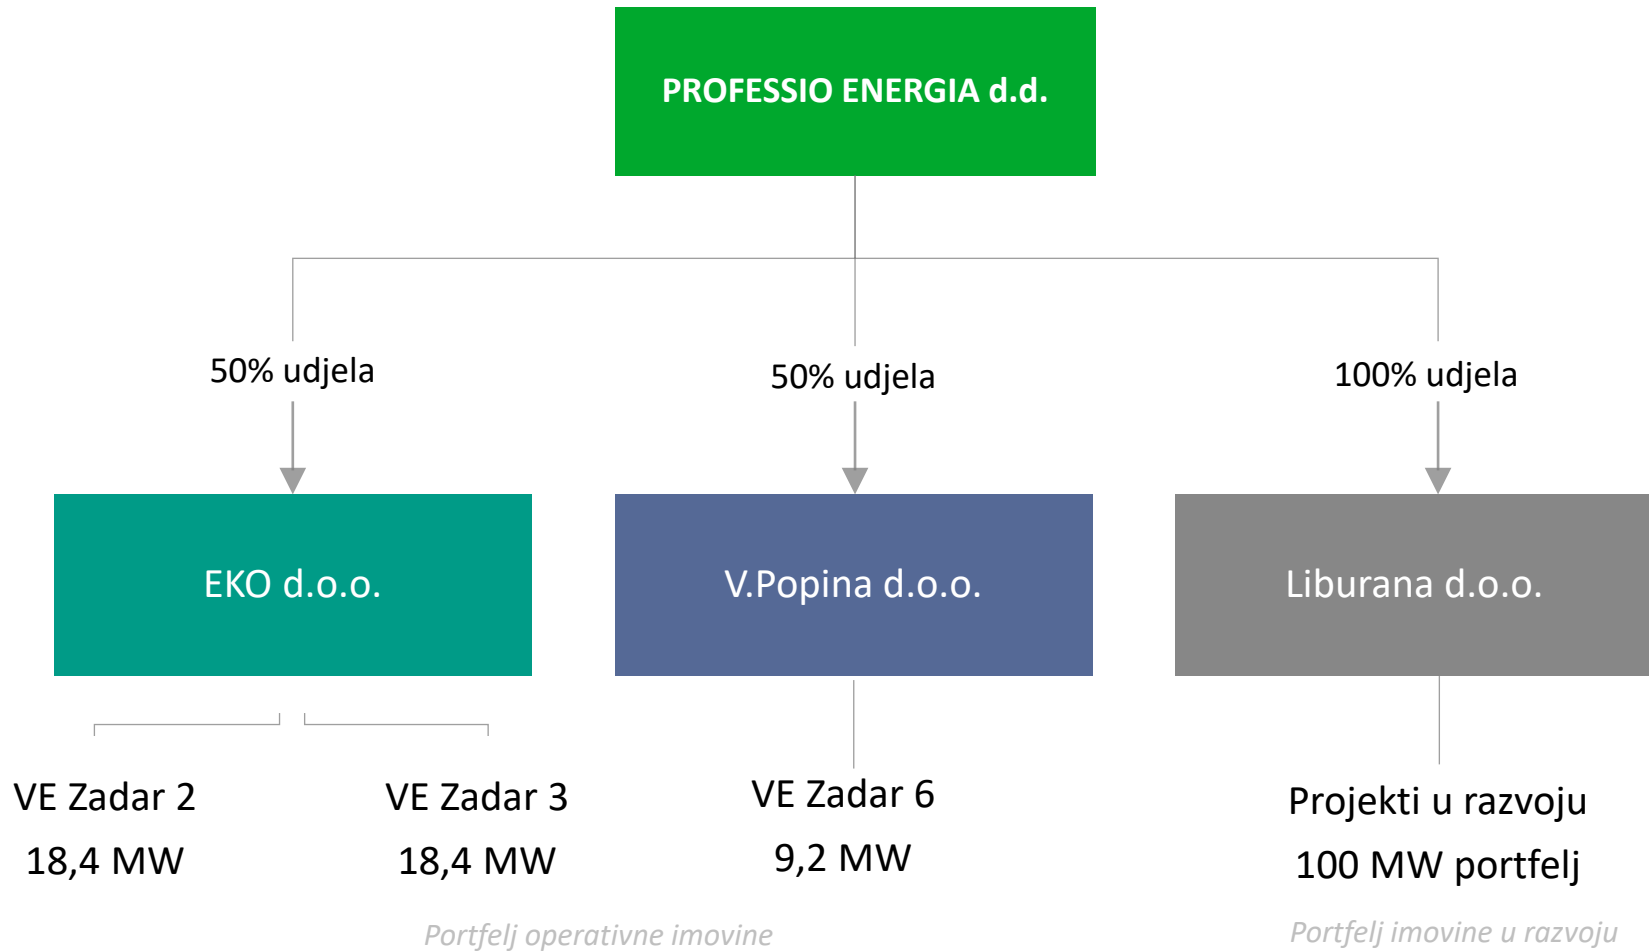 PROFESSIO ENERGIA d.d.
50% udjela
50% udjela
100% udjela
EKO d.o.o.
V.Popina d.o.o.
Liburana d.o.o.
VE Zadar 2
18,4 MW
VE Zadar 3
18,4 MW
VE Zadar 6
9,2 MW
Projekti u razvoju
100 MW portfelj
Portfelj operativne imovine
Portfelj imovine u razvoju